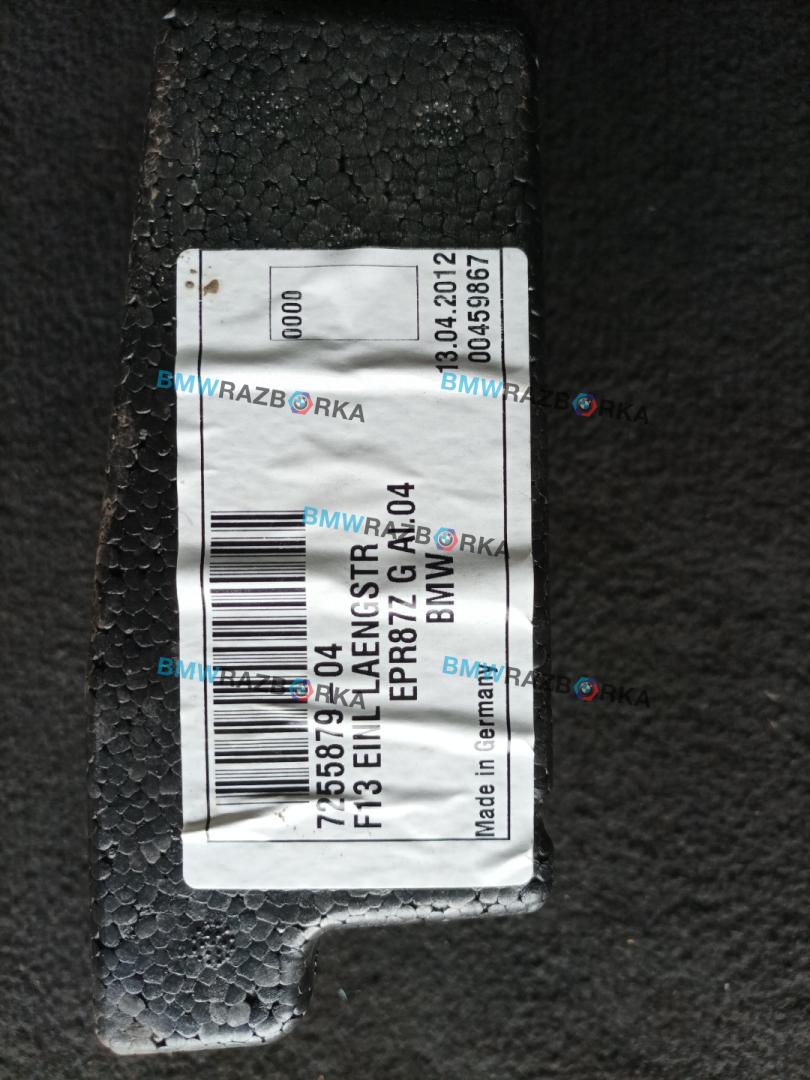 0000
13.04.2012
00459867
7255879 - 04
F13 EINL LAENGSTR
EPR87Z G AI.04
BMW
Made in Germany
BMWRAZBORKA
BMWRAZBORKA
BMWRAZBORKA
BMWRAZBORKA
BMWRAZBORKA